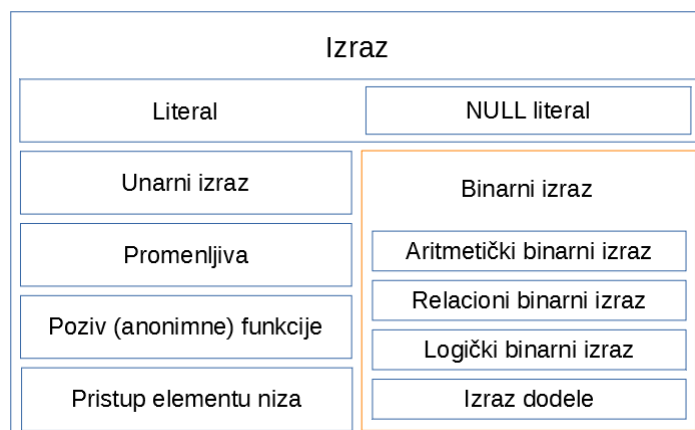 Izraz
Literal
NULL literal
Unarni izraz
Promenljiva
Poziv (anonimne) funkcije
Pristup elementu niza
Binarni izraz
Aritmetički binarni izraz
Relacioni binarni izraz
Logički binarni izraz
Izraz dodele